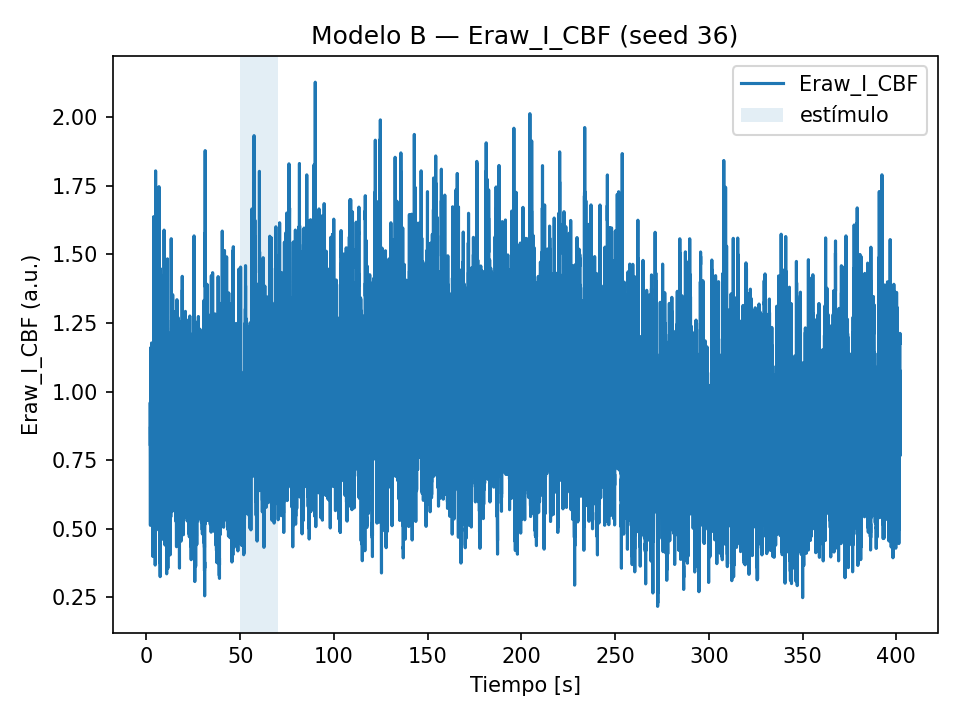 Modelo B — Eraw_I_CBF (seed 36)
Eraw_I_CBF
estímulo
Eraw_I_CBF (a.u.)
2.00
1.75
1.50
1.25
1.00
0.75
0.50
0.25
0 50 100 150 200 250 300 350 400
Tiempo [s]